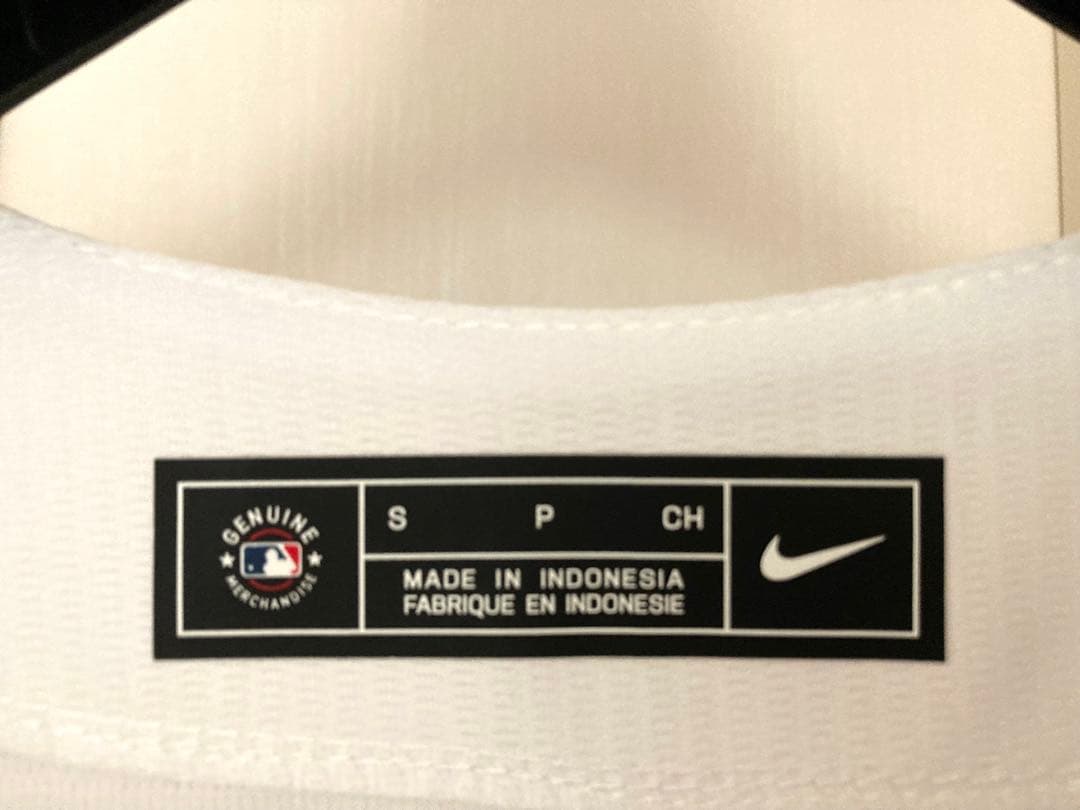 GENUINE
MERCHANDISE
S P CH
MADE IN INDONESIA
FABRIQUE EN INDONESIE